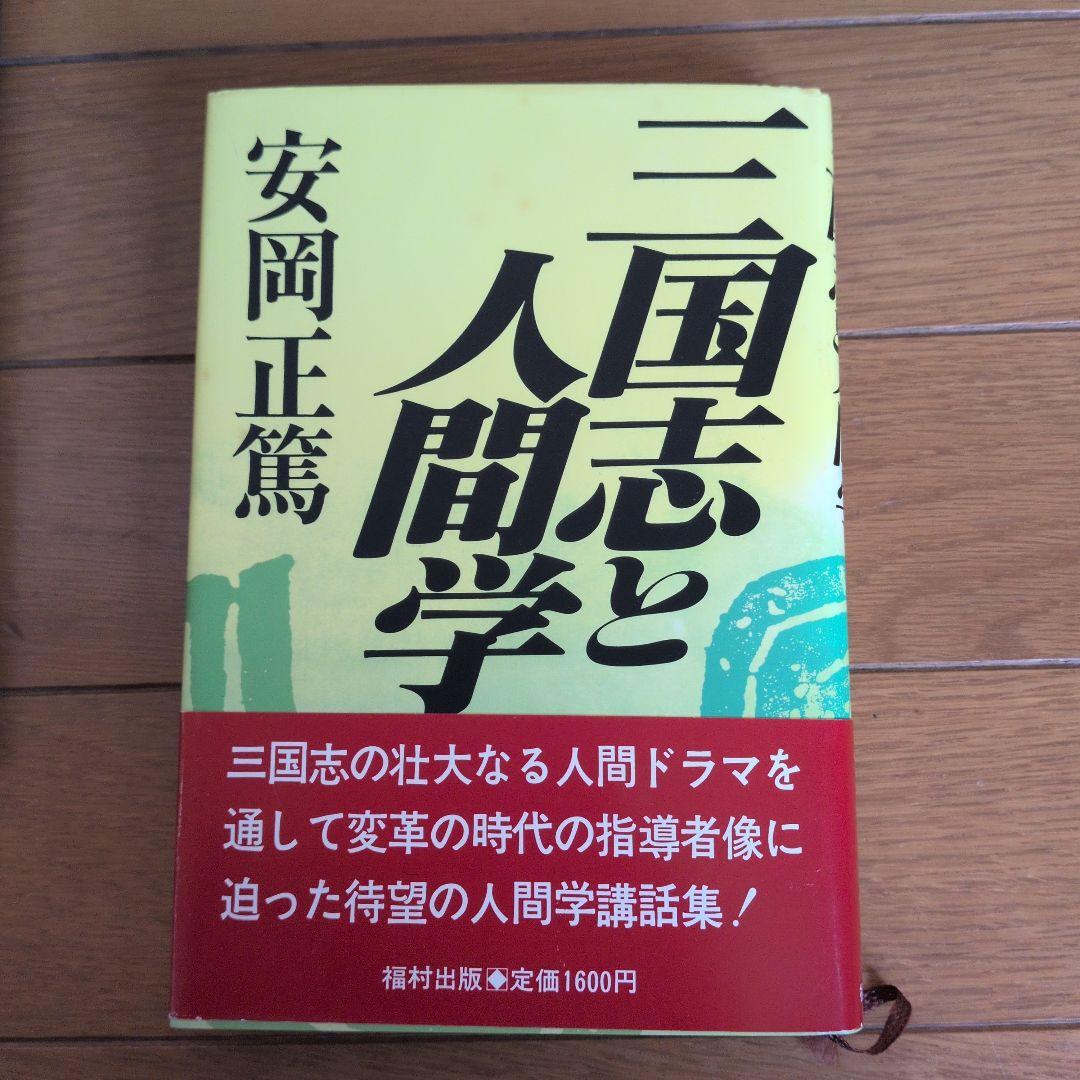 三国志と
人間学
安岡正篤
三国志の壮大なる人間ドラマを
通して変革の時代の指導者像に
迫った待望の人間学講話集！
福村出版◆定価1600円